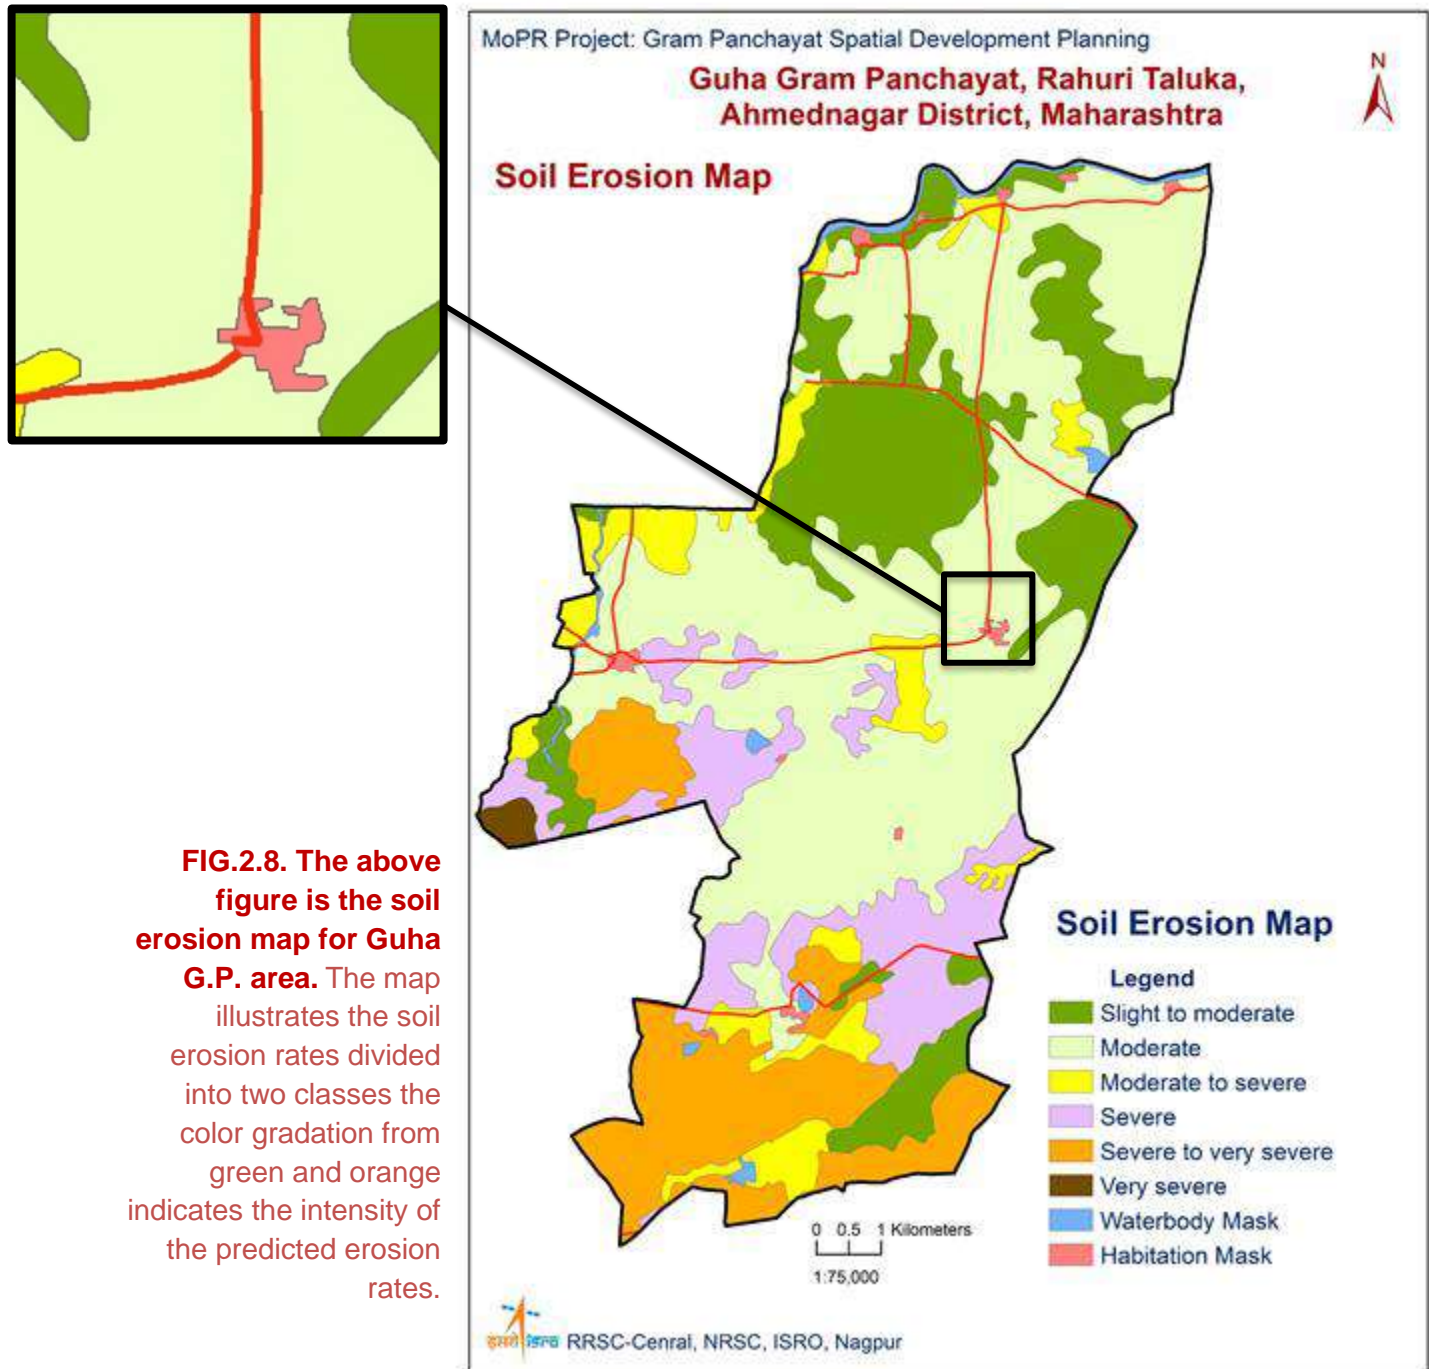 MoPR Project: Gram Panchayat Spatial Development Planning
Guha Gram Panchayat, Rahuri Taluka,
Ahmednagar District, Maharashtra
N
Soil Erosion Map
FIG.2.8. The above
figure is the soil
erosion map for Guha
G.P. area. The map
illustrates the soil
erosion rates divided
into two classes the
color gradation from
green and orange
indicates the intensity of
the predicted erosion
rates.
Soil Erosion Map
Legend
Slight to moderate
Moderate
Moderate to severe
Severe
Severe to very severe
Very severe
Waterbody Mask
Habitation Mask
0 0.5 1 Kilometers
1:75,000
इसरो isro RRSC-Cenral, NRSC, ISRO, Nagpur